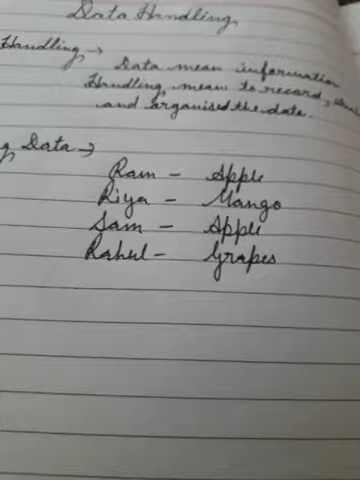 Data Handling
Handling →
Data mean information
Handling mean to record,
and organised the data.
g Data →
Ram - Apple
Riya - Mango
Sam - Apple
Rahul - Grapes